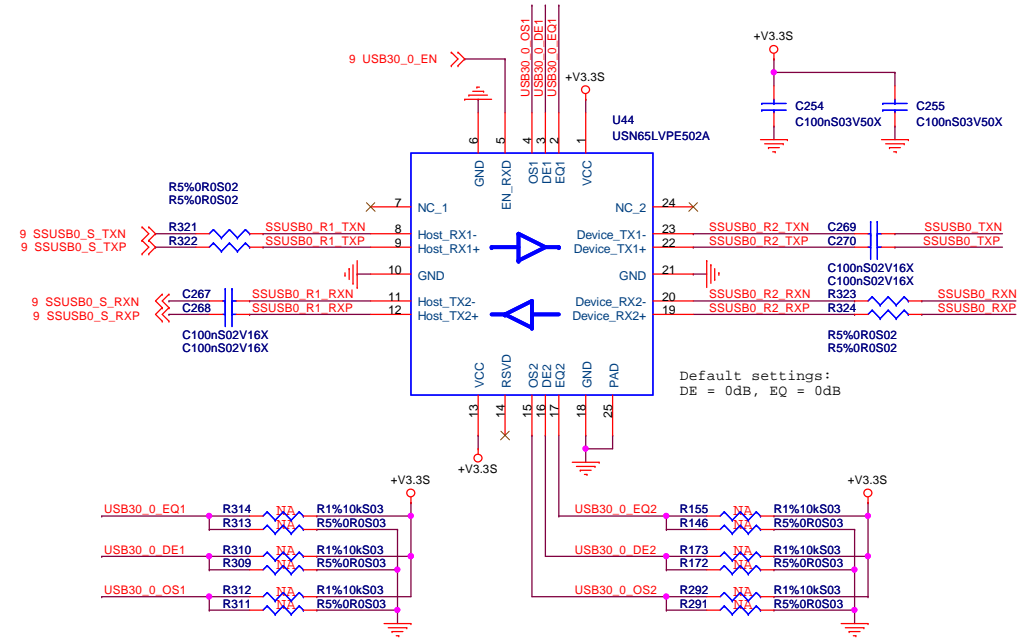 USB30_0_OS1
USB30_0_DE1
USB30_0_EQ1
9 USB30_0_EN
+V3.3S
+V3.3S
C254
C100nS03V50X
C255
C100nS03V50X
U44
USN65LVPE502A
6
5
4
3
2
1
GND
EN_RXD
OS1
DE1
EQ1
VCC
R5%0R0S02
R5%0R0S02
7
NC_1
NC_2
24
9 SSUSB0_S_TXN
R321
SSUSB0_R1_TXN
8
Host_RX1-
Device_TX1-
23
SSUSB0_R2_TXN
C269
SSUSB0_TXN
9 SSUSB0_S_TXP
R322
SSUSB0_R1_TXP
9
Host_RX1+
Device_TX1+
22
SSUSB0_R2_TXP
C270
SSUSB0_TXP
10
GND
GND
21
C100nS02V16X
C100nS02V16X
9 SSUSB0_S_RXN
C267
SSUSB0_R1_RXN
11
Host_TX2-
Device_RX2-
20
SSUSB0_R2_RXN
R323
SSUSB0_RXN
9 SSUSB0_S_RXP
C268
SSUSB0_R1_RXP
12
Host_TX2+
Device_RX2+
19
SSUSB0_R2_RXP
R324
SSUSB0_RXP
C100nS02V16X
C100nS02V16X
R5%0R0S02
R5%0R0S02
VCC
RSVD
OS2
DE2
EQ2
GND
PAD
13
14
15
16
17
18
25
Default settings:
DE = 0dB, EQ = 0dB
+V3.3S
+V3.3S
USB30_0_EQ1
R314
NA
R1%10kS03
R313
NA
R5%0R0S03
USB30_0_DE1
R310
NA
R1%10kS03
R309
NA
R5%0R0S03
USB30_0_OS1
R312
NA
R1%10kS03
R311
NA
R5%0R0S03
+V3.3S
USB30_0_EQ2
R155
NA
R1%10kS03
R146
NA
R5%0R0S03
USB30_0_DE2
R173
NA
R1%10kS03
R172
NA
R5%0R0S03
USB30_0_OS2
R292
NA
R1%10kS03
R291
NA
R5%0R0S03